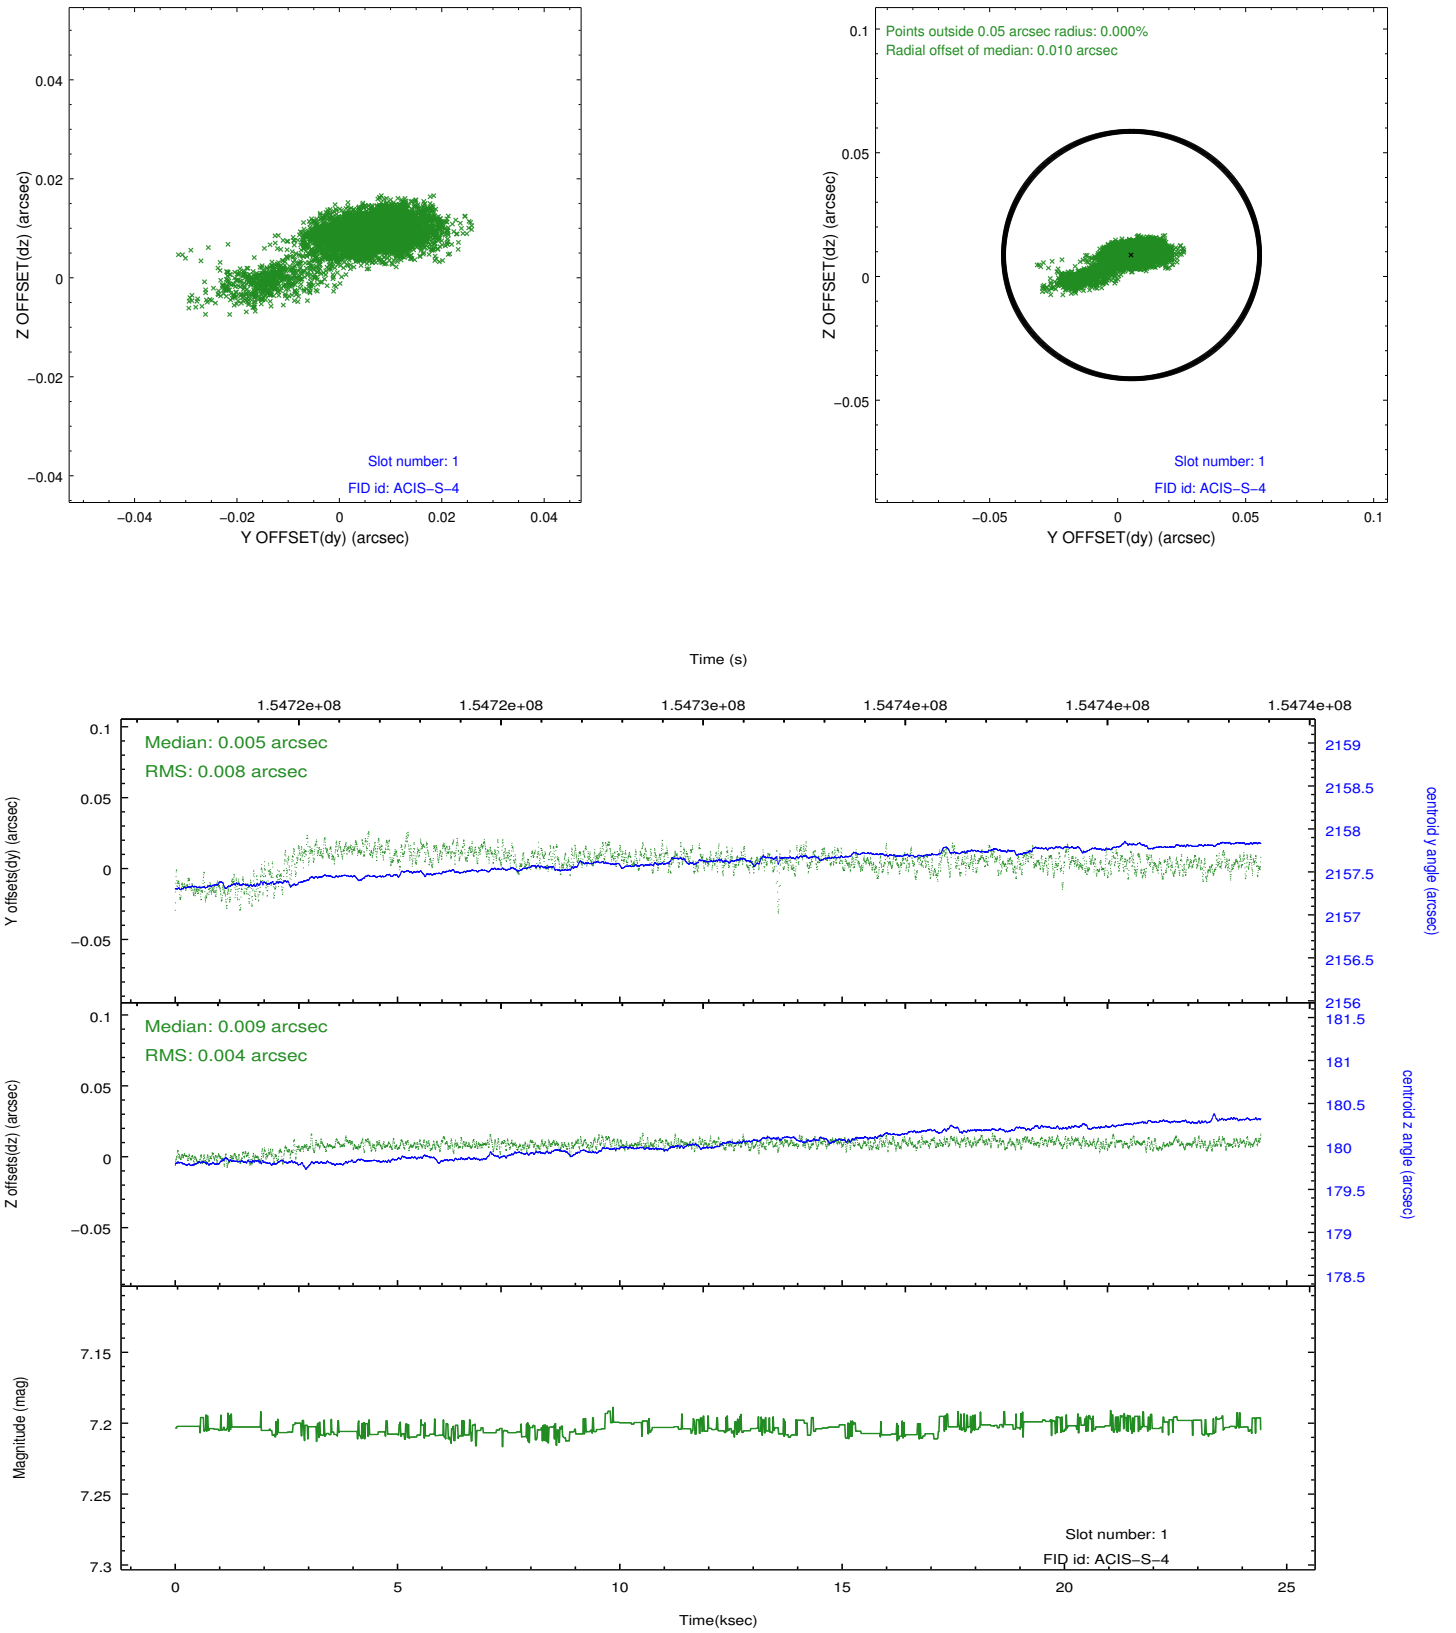 0.04
0.02
0
−0.02
−0.04
Z OFFSET(dz) (arcsec)
Slot number: 1
FID id: ACIS−S−4
−0.04 −0.02 0 0.02 0.04
Y OFFSET(dy) (arcsec)
Points outside 0.05 arcsec radius: 0.000%
Radial offset of median: 0.010 arcsec
0.1
0.05
0
−0.05
Z OFFSET(dz) (arcsec)
Slot number: 1
FID id: ACIS−S−4
−0.05 0 0.05 0.1
Y OFFSET(dy) (arcsec)
Time (s)
1.5472e+08 1.5472e+08 1.5473e+08 1.5474e+08 1.5474e+08 1.5474e+08
Median: 0.005 arcsec
RMS: 0.008 arcsec
0.1
0.05
0
−0.05
Y offsets(dy) (arcsec)
2159
2158.5
2158
2157.5
2157
2156.5
2156
centroid y angle (arcsec)
Median: 0.009 arcsec
RMS: 0.004 arcsec
0.1
0.05
0
−0.05
Z offsets(dz) (arcsec)
181.5
181
180.5
180
179.5
179
178.5
centroid z angle (arcsec)
7.15
7.2
7.25
7.3
Magnitude (mag)
Slot number: 1
FID id: ACIS−S−4
0 5 10 15 20 25
Time(ksec)